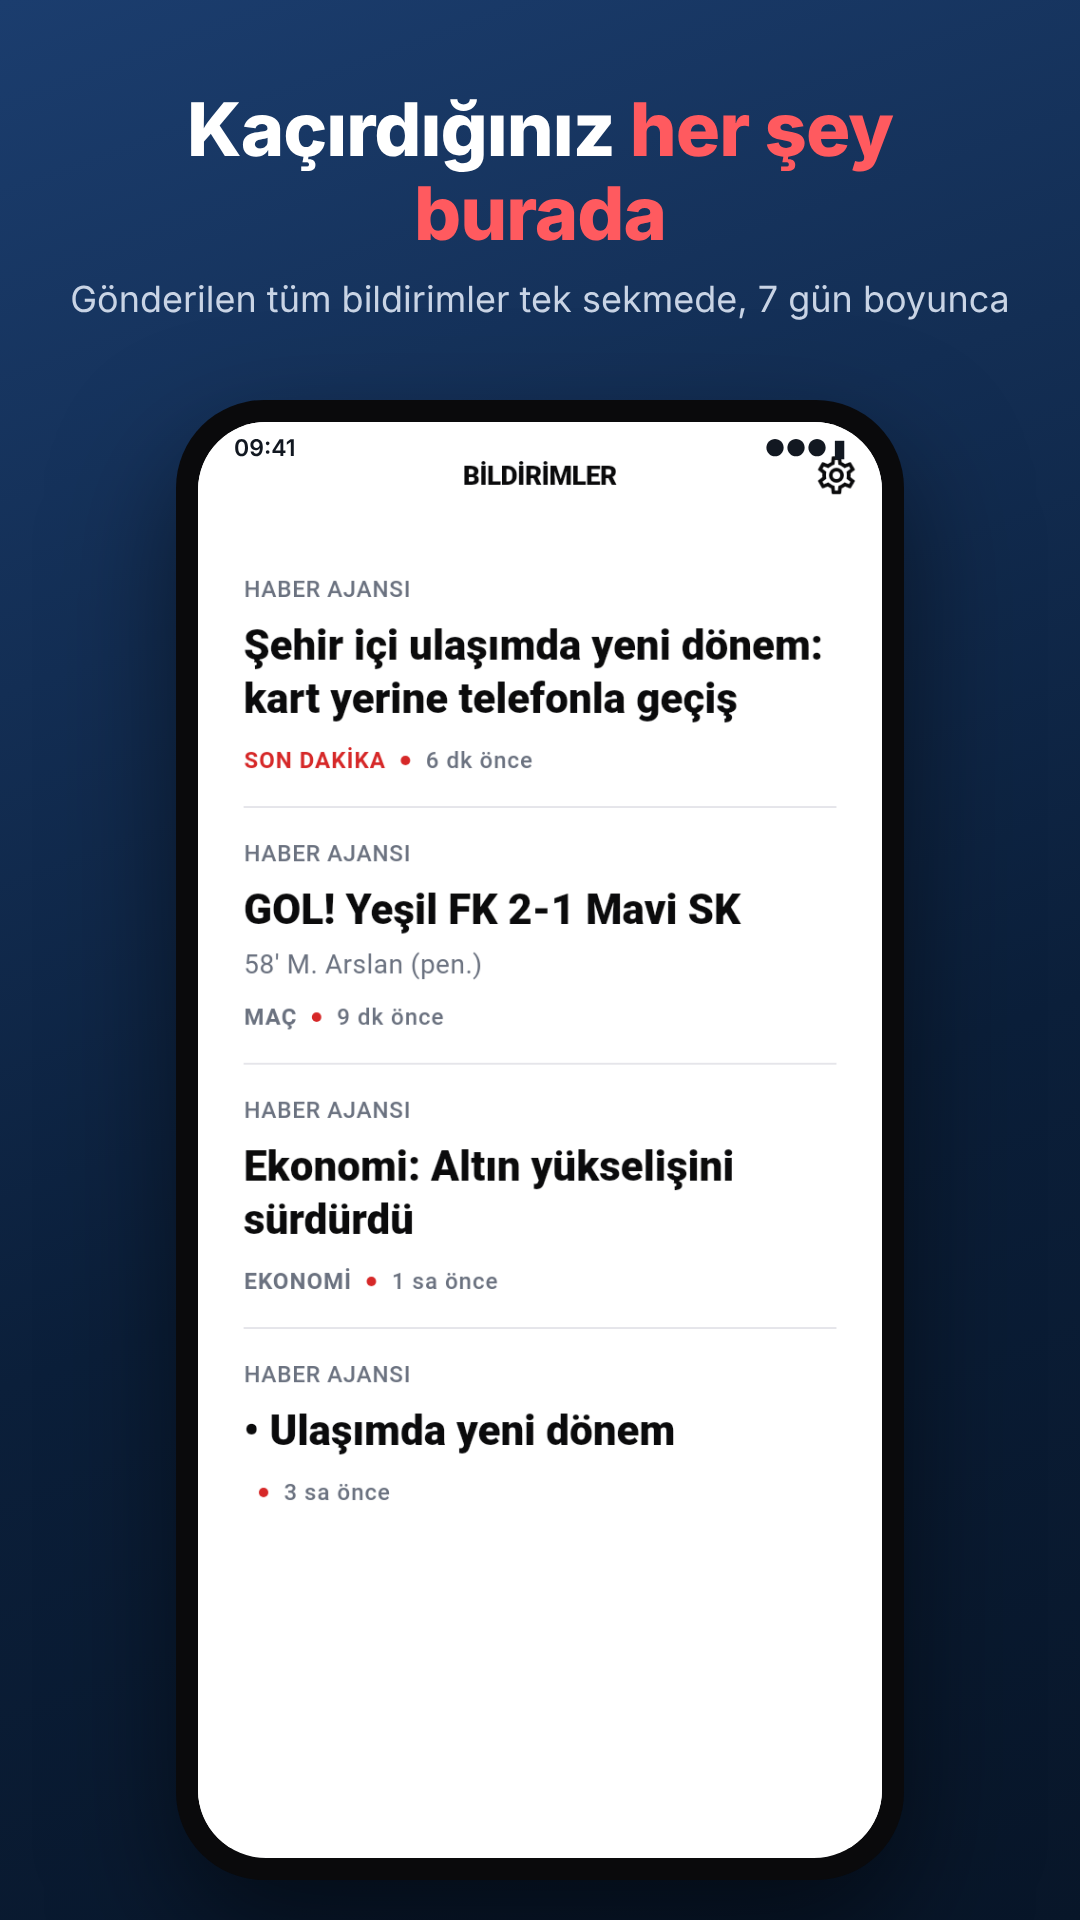 Kaçırdığınız her şey
burada
Gönderilen tüm bildirimler tek sekmede, 7 gün boyunca
09:41
BİLDİRİMLER
HABER AJANSI
Şehir içi ulaşımda yeni dönem:
kart yerine telefonla geçiş
SON DAKİKA • 6 dk önce
HABER AJANSI
GOL! Yeşil FK 2-1 Mavi SK
58' M. Arslan (pen.)
MAÇ • 9 dk önce
HABER AJANSI
Ekonomi: Altın yükselişini
sürdürdü
EKONOMİ • 1 sa önce
HABER AJANSI
• Ulaşımda yeni dönem
• 3 sa önce